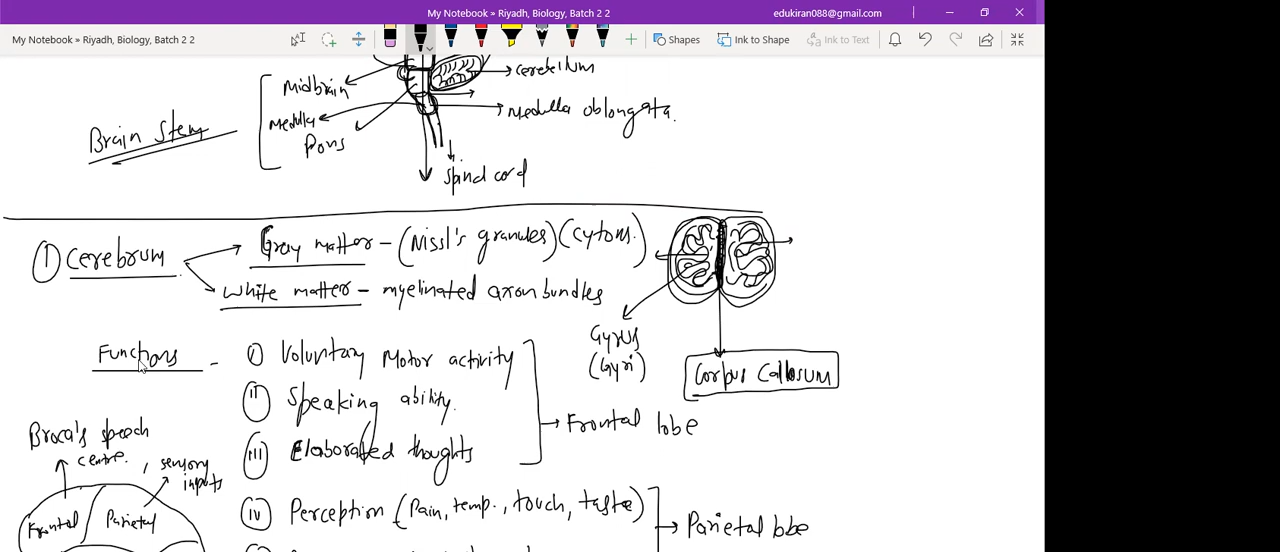 My Notebook » Riyadh, Biology, Batch 2 2
edukiran088@gmail.com
My Notebook » Riyadh, Biology, Batch 2 2
Shapes
Ink to Shape
Ink to Text
cerebellum
Midbrain
Medulla
Pons
medulla oblongata.
Brain stem
spinal cord
① Cerebrum
Grey matter - (Nissl's granules) (cytons)
White matter - myelinated axon bundles
Gyrus
(Gyri)
Corpus Callosum
Functions -
(i) Voluntary Motor activity
(ii) Speaking ability.
(iii) Elaborated thoughts
Frontal lobe
Broca's speech
centre.
sensory
inputs
Frontal
Parietal
(iv) Perception (Pain, temp., touch, taste)
Parietal lobe